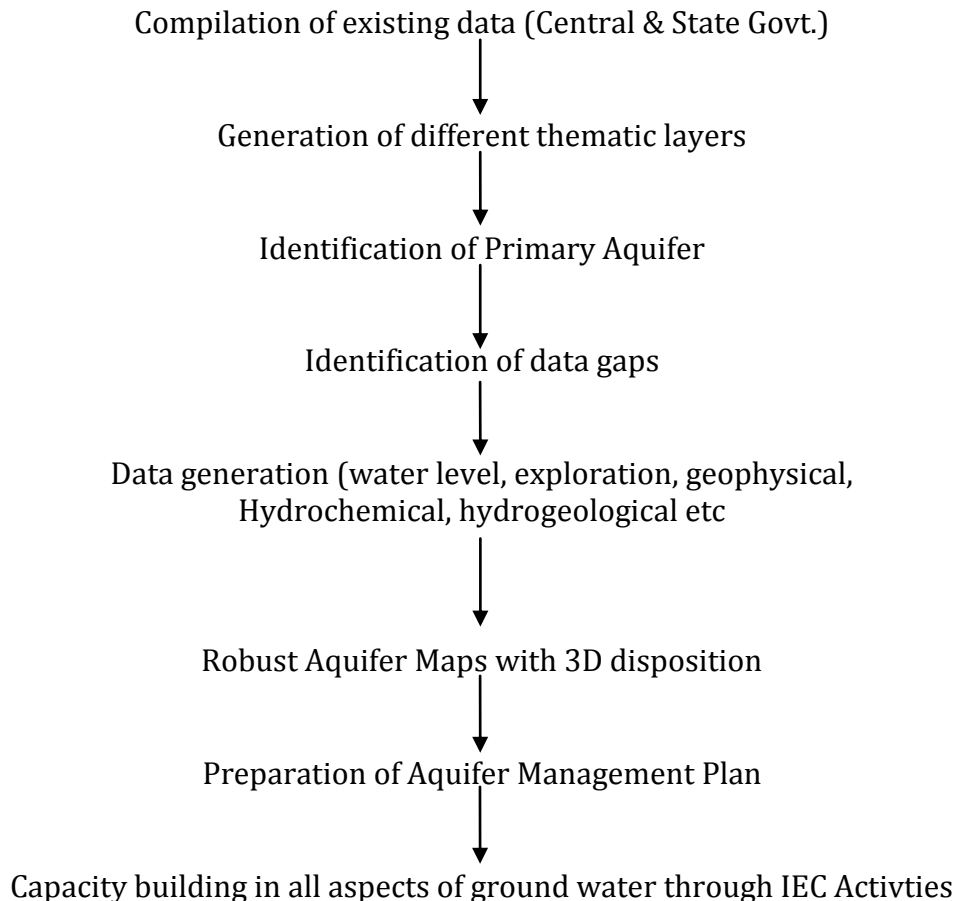 Compilation of existing data (Central & State Govt.)
Generation of different thematic layers
Identification of Primary Aquifer
Identification of data gaps
Data generation (water level, exploration, geophysical,
Hydrochemical, hydrogeological etc
Robust Aquifer Maps with 3D disposition
Preparation of Aquifer Management Plan
Capacity building in all aspects of ground water through IEC Activties